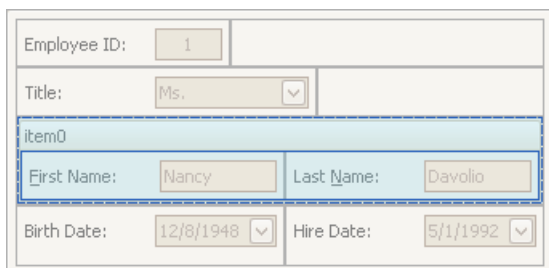 Employee ID: 1
Title: Ms.
item0
First Name: Nancy Last Name: Davolio
Birth Date: 12/8/1948 Hire Date: 5/1/1992